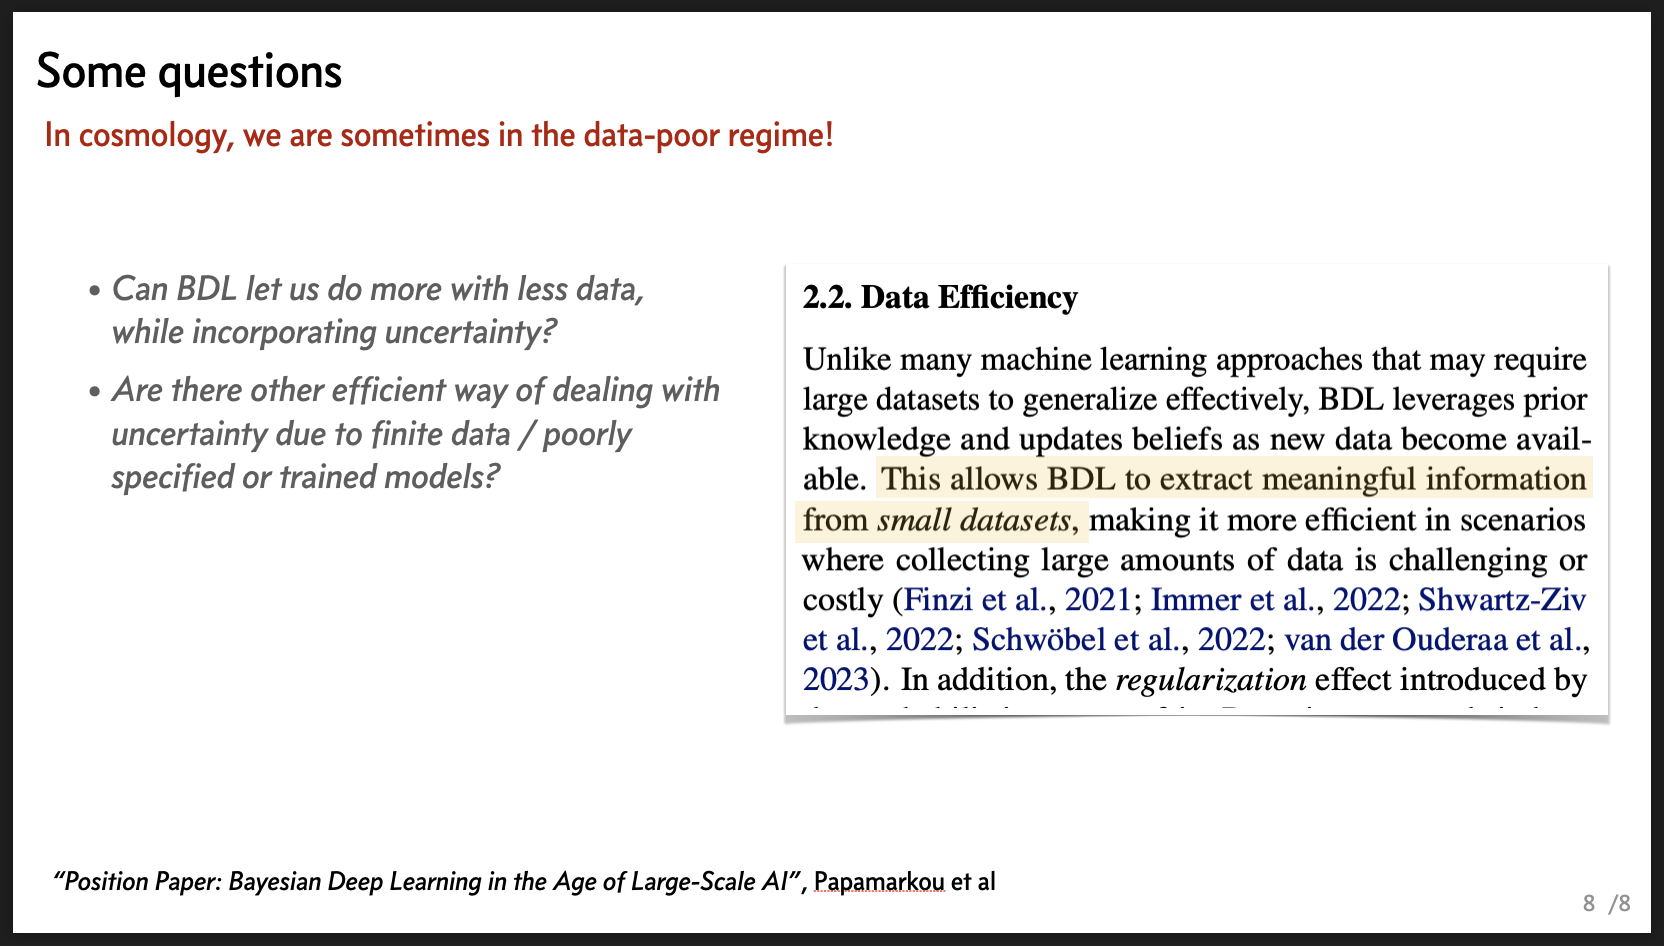 Some questions
In cosmology, we are sometimes in the data-poor regime!
• Can BDL let us do more with less data,
while incorporating uncertainty?
• Are there other efficient way of dealing with
uncertainty due to finite data / poorly
specified or trained models?
2.2. Data Efficiency
Unlike many machine learning approaches that may require
large datasets to generalize effectively, BDL leverages prior
knowledge and updates beliefs as new data become avail-
able. This allows BDL to extract meaningful information
from small datasets, making it more efficient in scenarios
where collecting large amounts of data is challenging or
costly (Finzi et al., 2021; Immer et al., 2022; Shwartz-Ziv
et al., 2022; Schwöbel et al., 2022; van der Ouderaa et al.,
2023). In addition, the regularization effect introduced by
“Position Paper: Bayesian Deep Learning in the Age of Large-Scale AI”, Papamarkou et al
8 /8